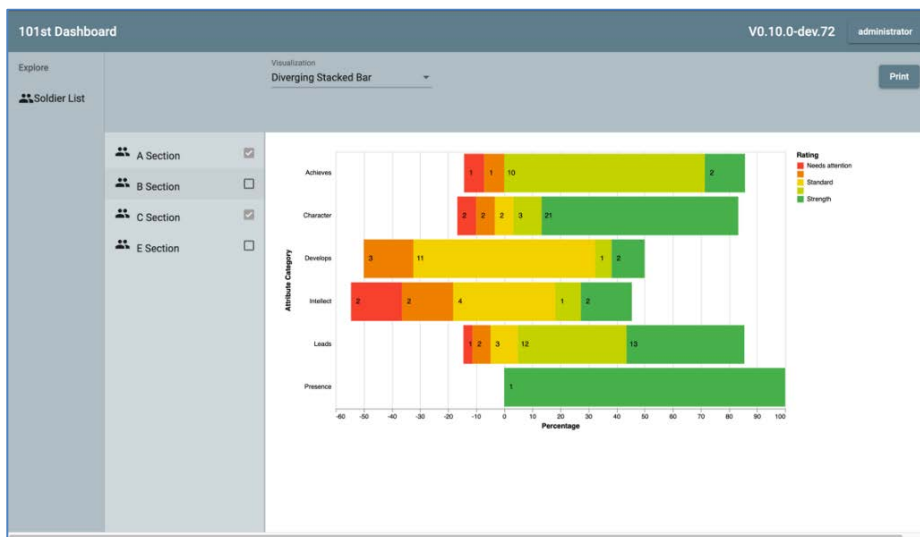 101st Dashboard
V0.10.0-dev.72
administrator
Explore
Soldier List
Visualization
Diverging Stacked Bar
Print
A Section
B Section
C Section
E Section
Attribute Category
Achieves 1 1 10 2
Character 2 2 2 3 21
Develops 3 11 1 2
Intellect 2 2 4 1 2
Leads 1 2 3 12 13
Presence 1
-60 -50 -40 -30 -20 -10 0 10 20 30 40 50 60 70 80 90 100
Percentage
Rating
Needs attention
Standard
Strength